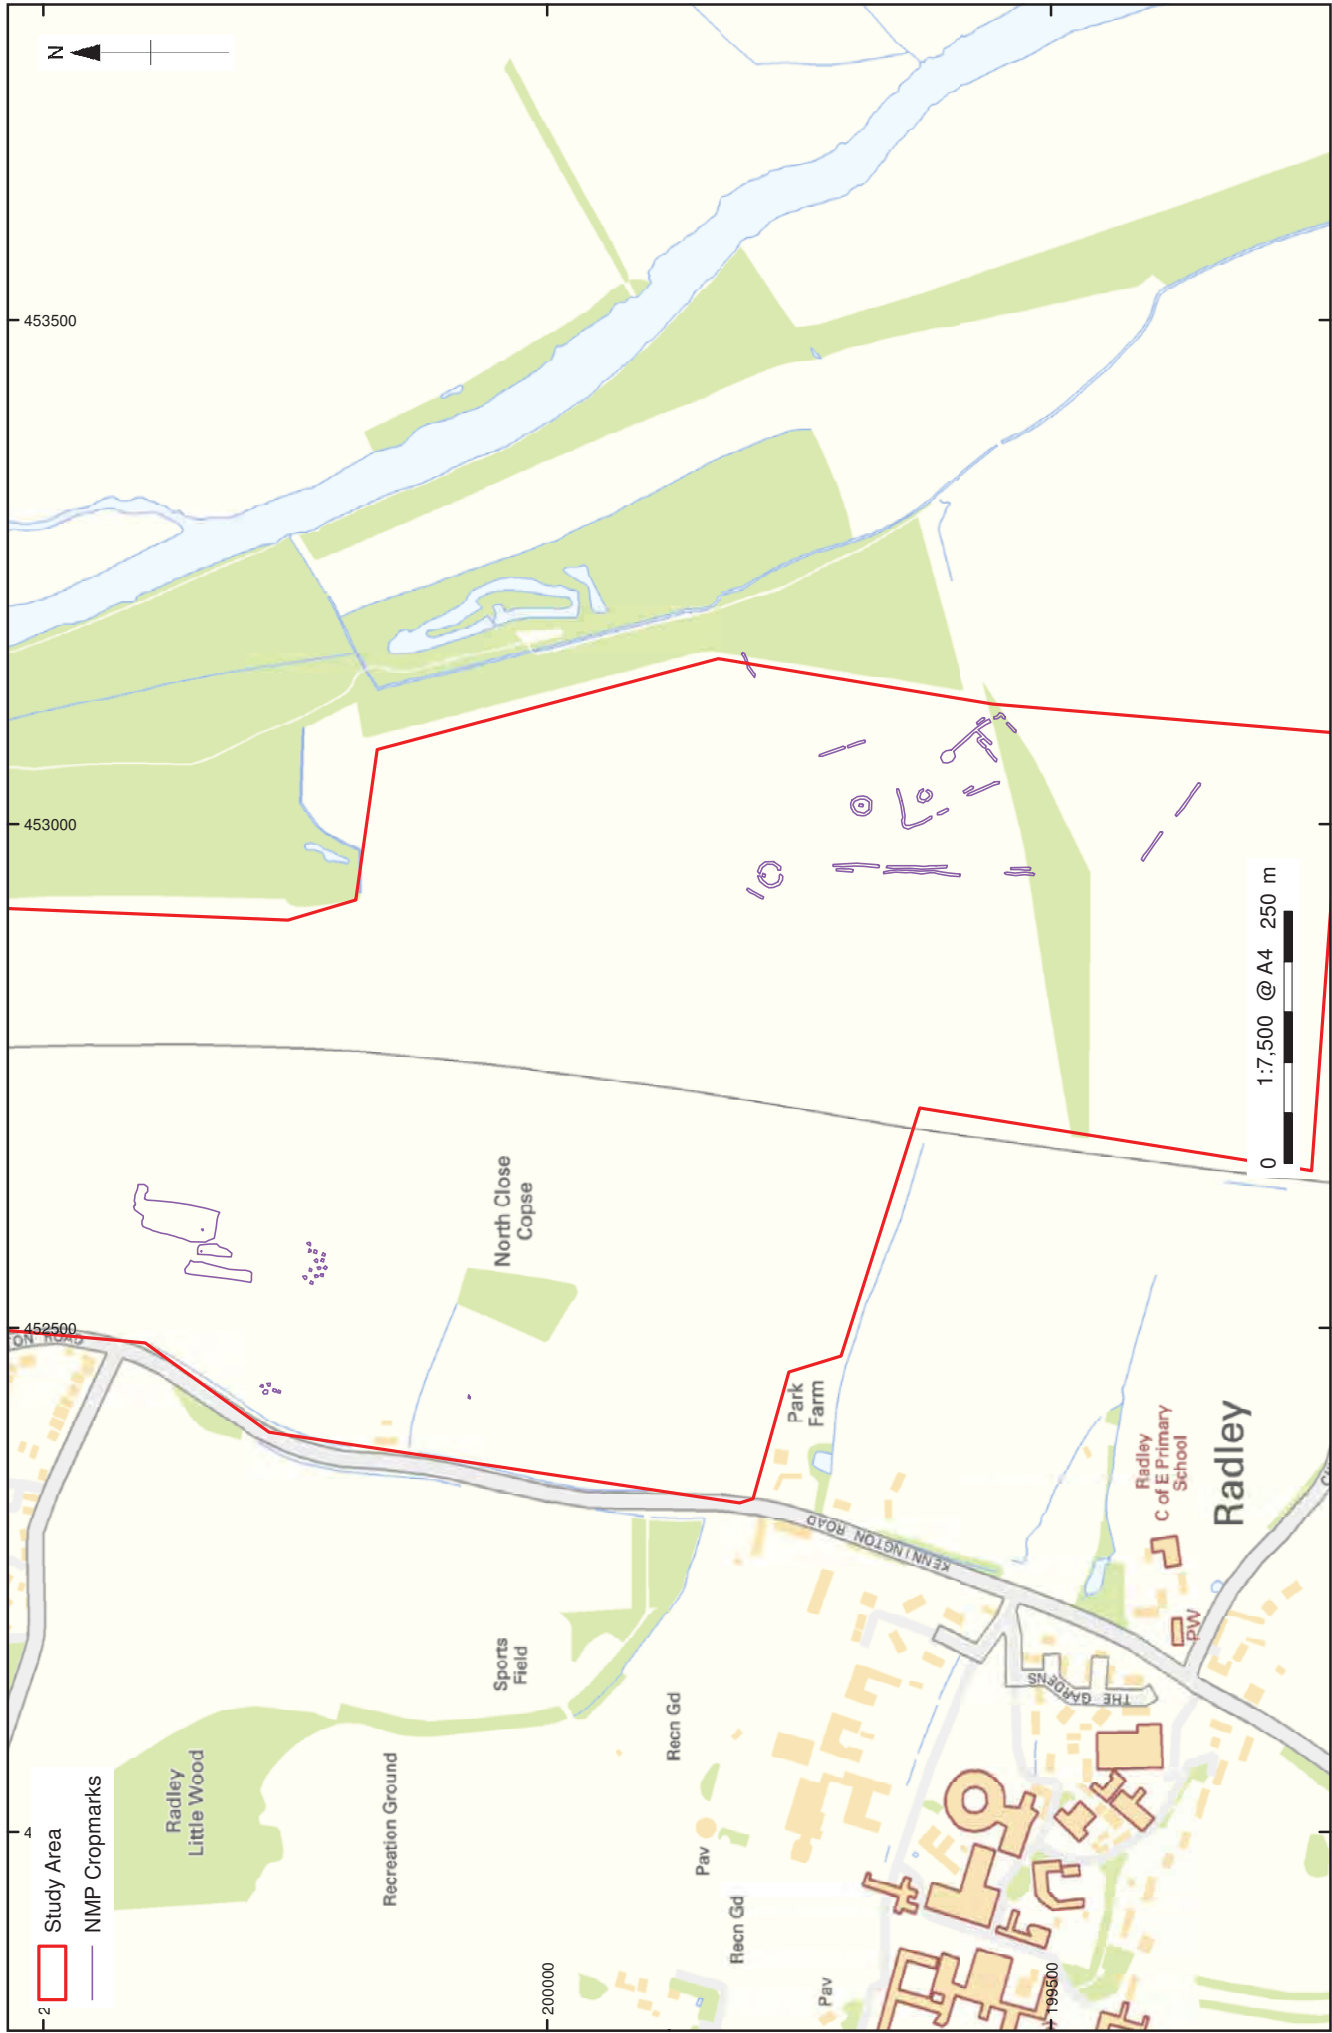 Study Area
NMP Cropmarks
N
2
4
452500
453000
453500
200000
199500
ON ROAD
Radley
Little Wood
Recreation Ground
Sports
Field
North Close
Copse
Recn Gd
Pav
Recn Gd
Pav
Park
Farm
KENNINGTON ROAD
THE GARDENS
Radley
C of E Primary
School
PW
Radley
0
1:7,500 @ A4
250 m